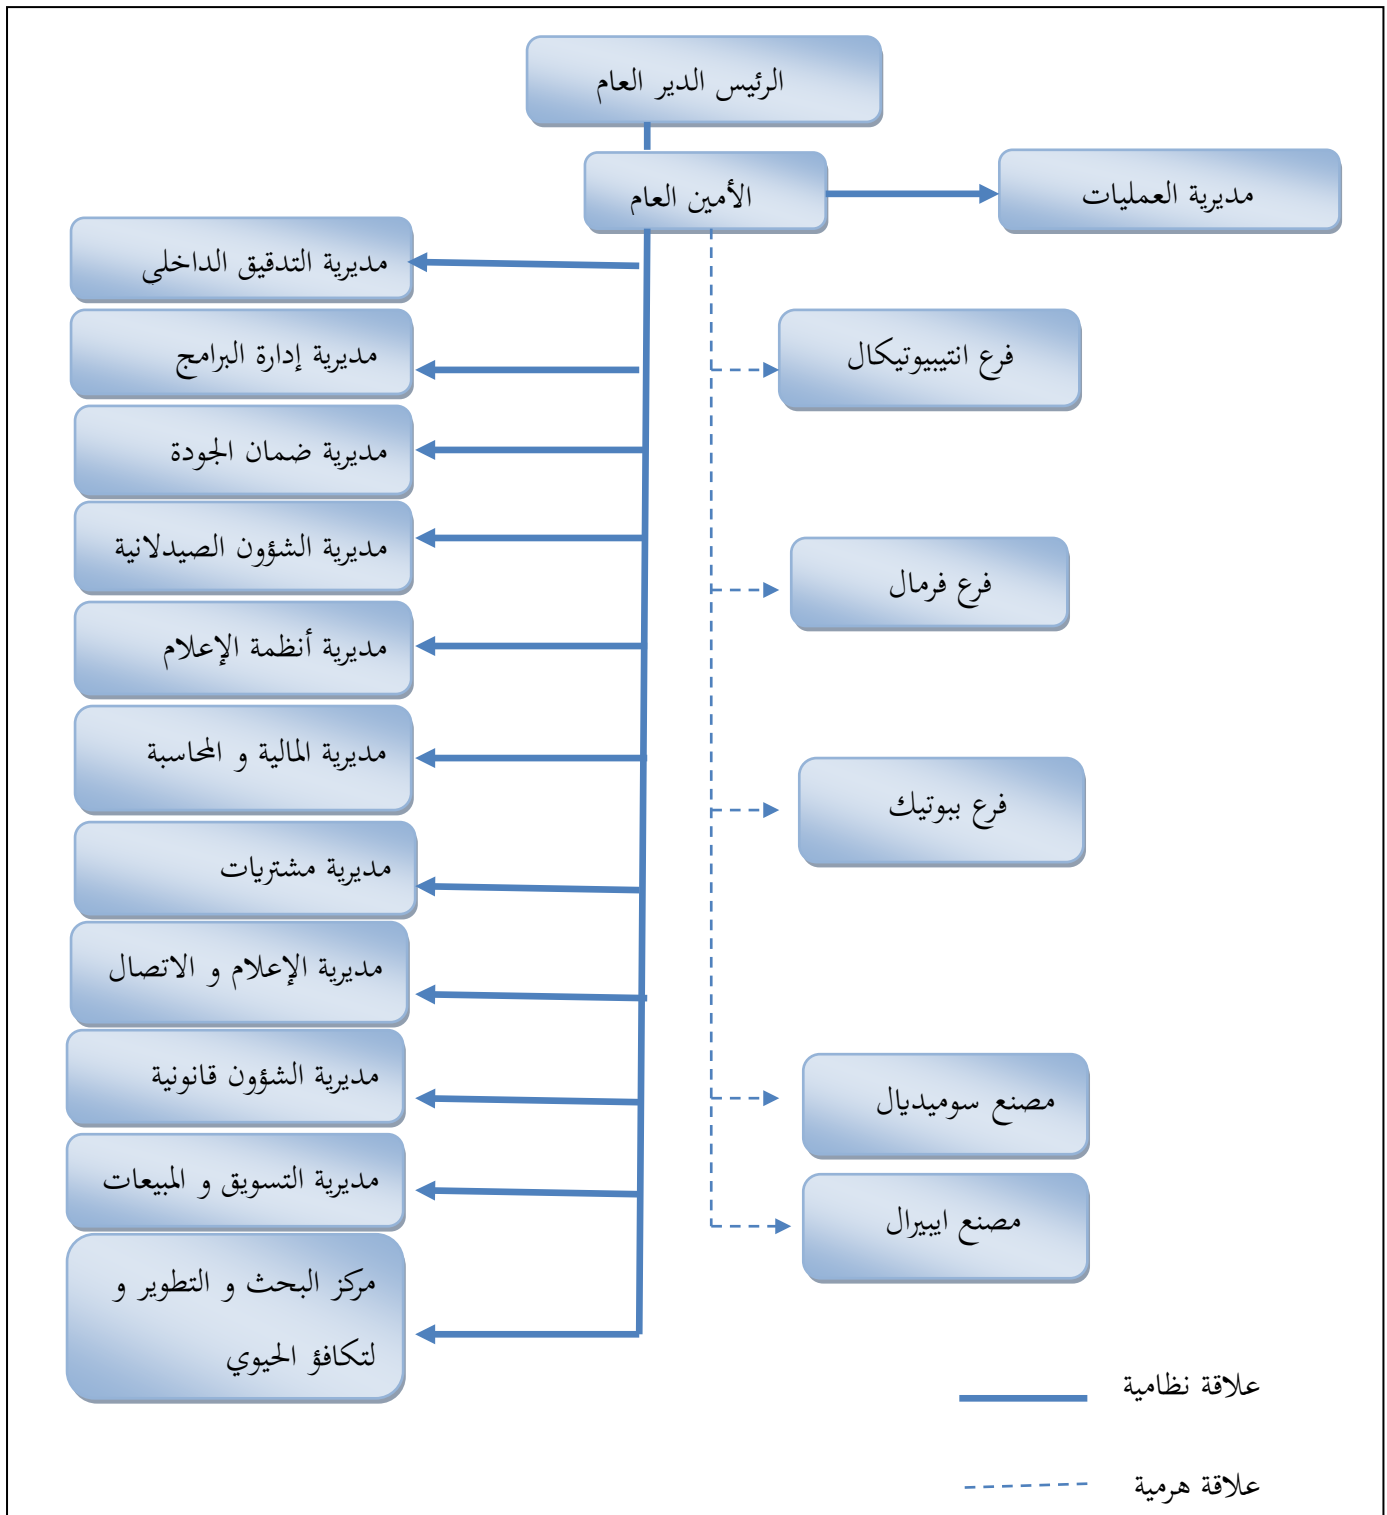 الرئيس الدير العام
الأمين العام
مديرية العمليات
مديرية التدقيق الداخلى
مديرية إدارة البرامج
مديرية ضمان الجودة
مديرية الشؤون الصيدلانية
مديرية أنظمة الإعلام
مديرية المالية و المحاسبة
مديرية مشتريات
مديرية الإعلام و الاتصال
مديرية الشؤون قانونية
مديرية التسويق و المبيعات
مركز البحث و التطوير و
لتكافؤ الحيوي
فرع انتيبيوتيكال
فرع فرمال
فرع ببوتيك
مصنع سوميديال
مصنع ايبيرال
علاقة نظامية
علاقة هرمية